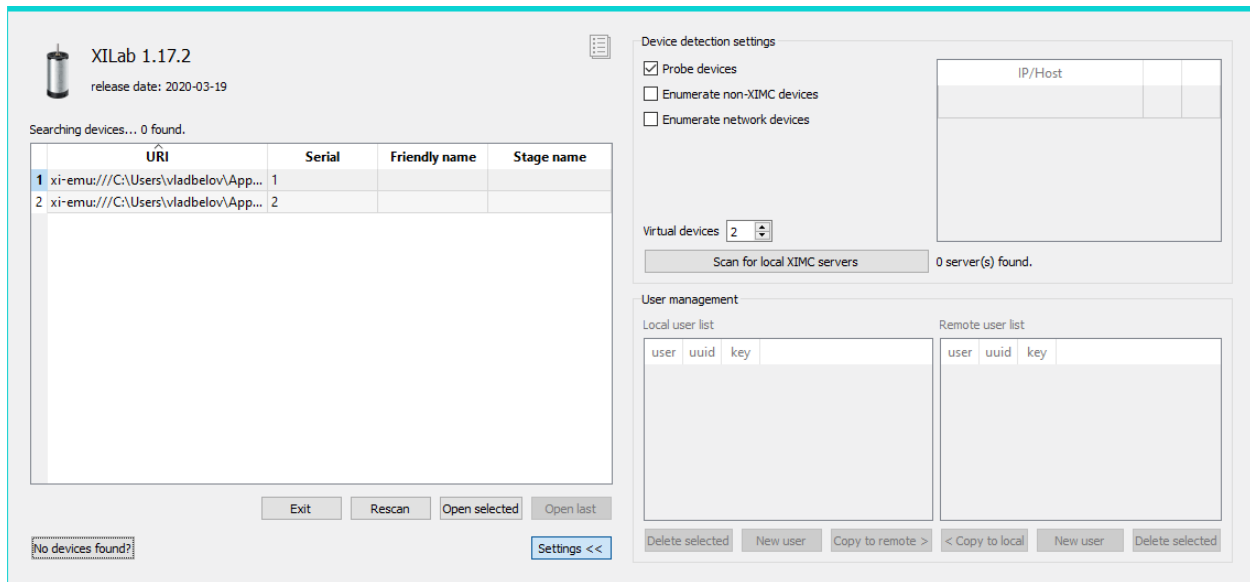 XILab 1.17.2
release date: 2020-03-19
Searching devices... 0 found.
URI Serial Friendly name Stage name
1 xi-emu:///C:\Users\vladbelov\App... 1
2 xi-emu:///C:\Users\vladbelov\App... 2
Exit Rescan Open selected Open last
No devices found? Settings <<
Device detection settings
Probe devices
Enumerate non-XIMC devices
Enumerate network devices
IP/Host
Virtual devices 2
Scan for local XIMC servers 0 server(s) found.
User management
Local user list Remote user list
user uuid key user uuid key
Delete selected New user Copy to remote > < Copy to local New user Delete selected